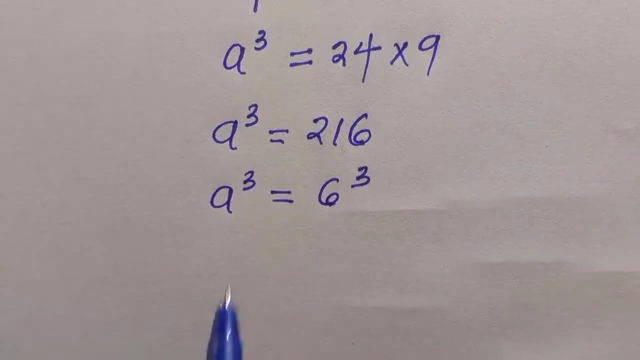 a³ = 24 × 9
a³ = 216
a³ = 6³